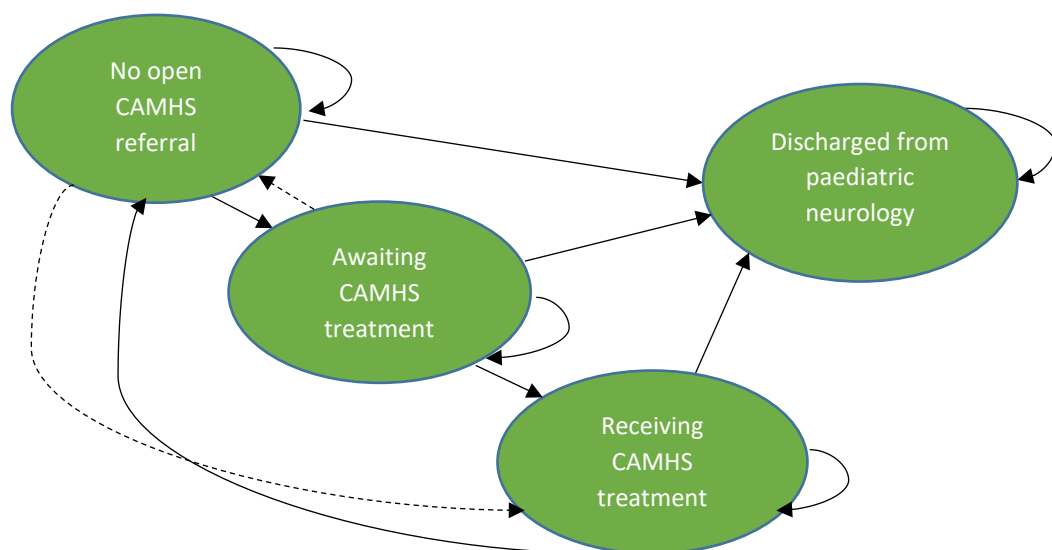 No open
CAMHS
referral
Discharged from
paediatric
neurology
Awaiting
CAMHS
treatment
Receiving
CAMHS
treatment